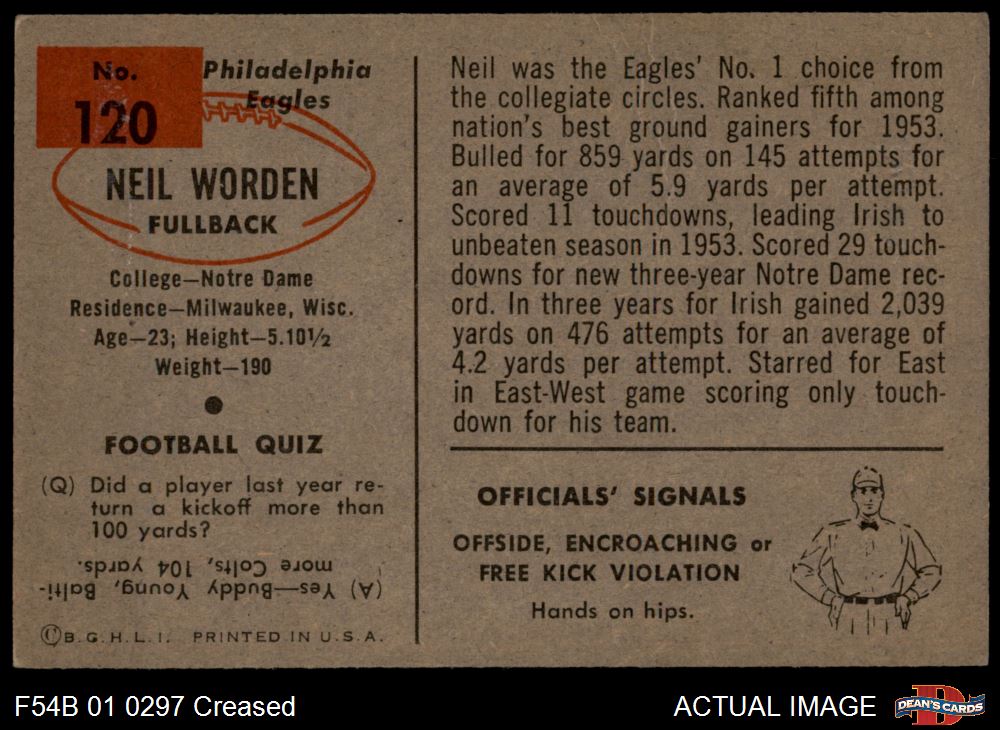 No.
120
Philadelphia
Eagles
NEIL WORDEN
FULLBACK
College—Notre Dame
Residence—Milwaukee, Wisc.
Age—23; Height—5.10½
Weight—190
FOOTBALL QUIZ
(Q) Did a player last year re-
turn a kickoff more than
100 yards?
(A) Yes—Buddy Young, Balti-
more Colts, 104 yards.
©B.G.H.L.I. PRINTED IN U.S.A.
Neil was the Eagles' No. 1 choice from
the collegiate circles. Ranked fifth among
nation's best ground gainers for 1953.
Bulled for 859 yards on 145 attempts for
an average of 5.9 yards per attempt.
Scored 11 touchdowns, leading Irish to
unbeaten season in 1953. Scored 29 touch-
downs for new three-year Notre Dame rec-
ord. In three years for Irish gained 2,039
yards on 476 attempts for an average of
4.2 yards per attempt. Starred for East
in East-West game scoring only touch-
down for his team.
OFFICIALS' SIGNALS
OFFSIDE, ENCROACHING or
FREE KICK VIOLATION
Hands on hips.
F54B 01 0297 Creased
ACTUAL IMAGE
DEAN'S CARDS